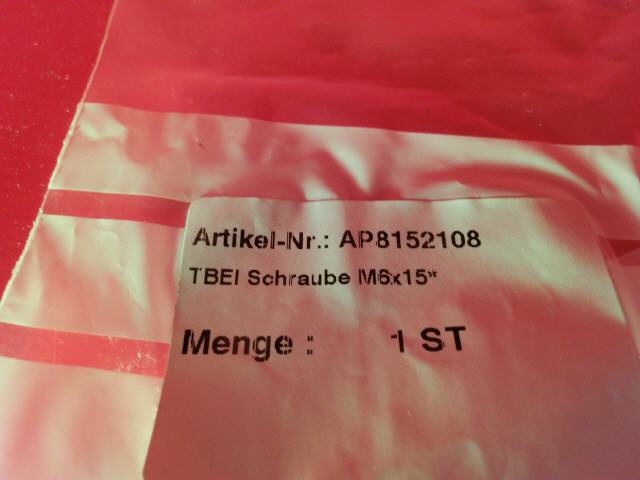 Artikel-Nr.: AP8152108
TBEI Schraube M6x15*
Menge : 1 ST